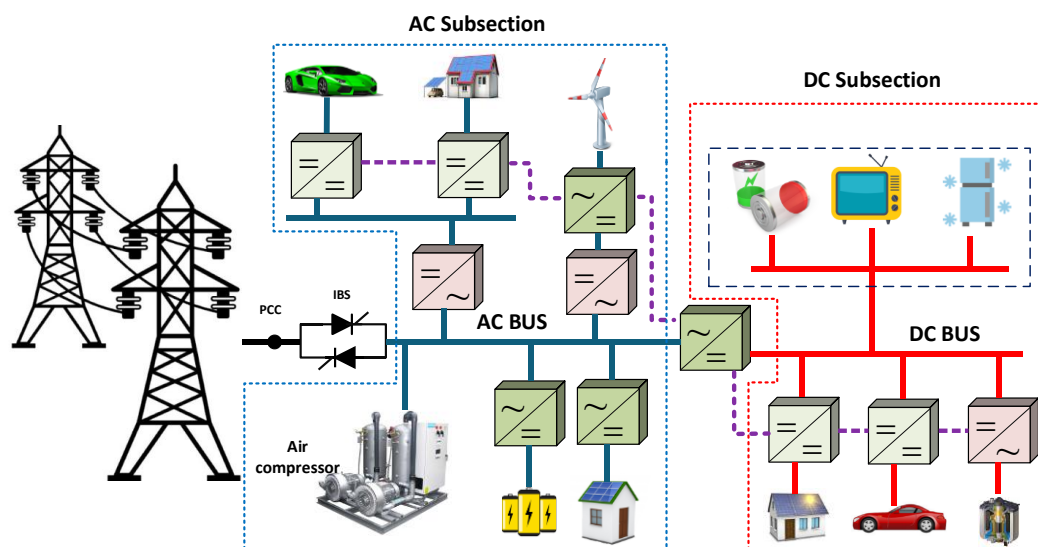 AC Subsection
DC Subsection
IBS
PCC
AC BUS
DC BUS
Air
compressor